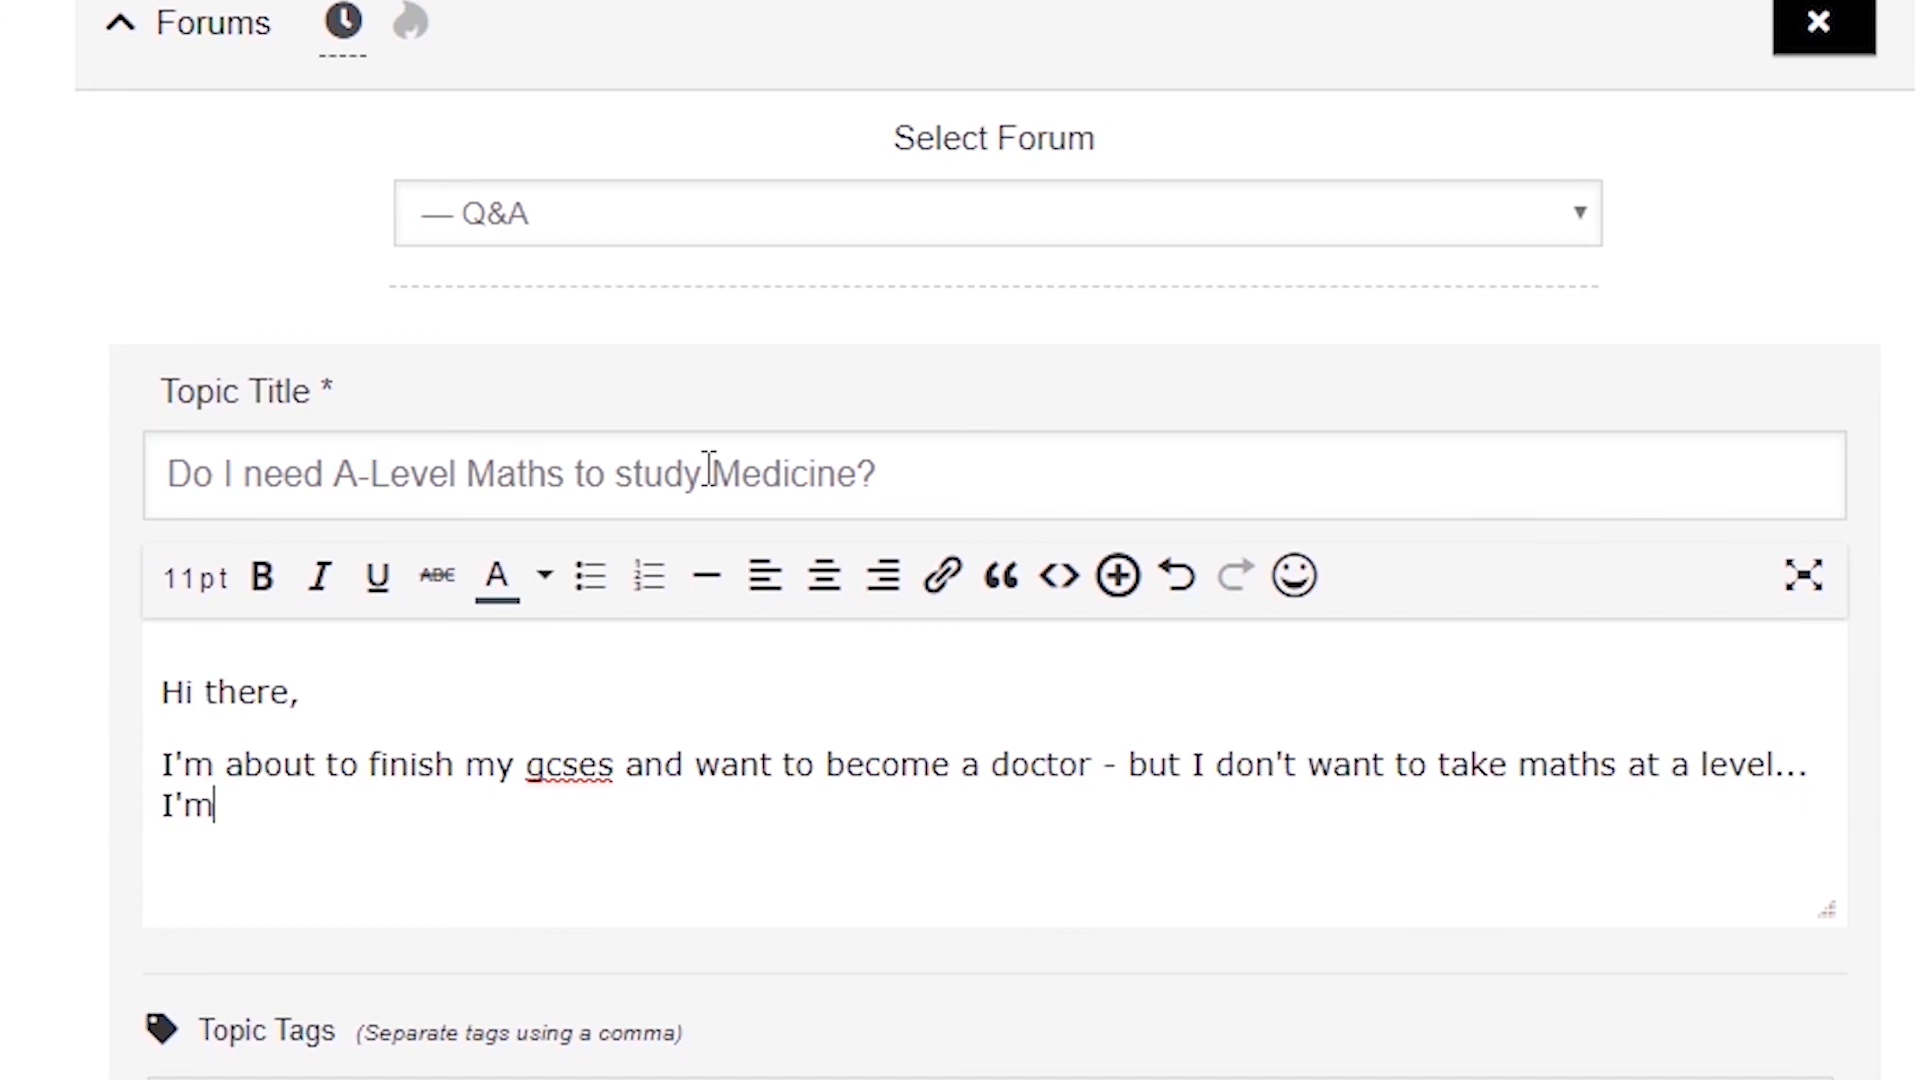 Forums
Select Forum
— Q&A
Topic Title *
Do I need A-Level Maths to study Medicine?
11pt B I U ABC A
Hi there,
I'm about to finish my gcses and want to become a doctor - but I don't want to take maths at a level...
I'm
Topic Tags (Separate tags using a comma)